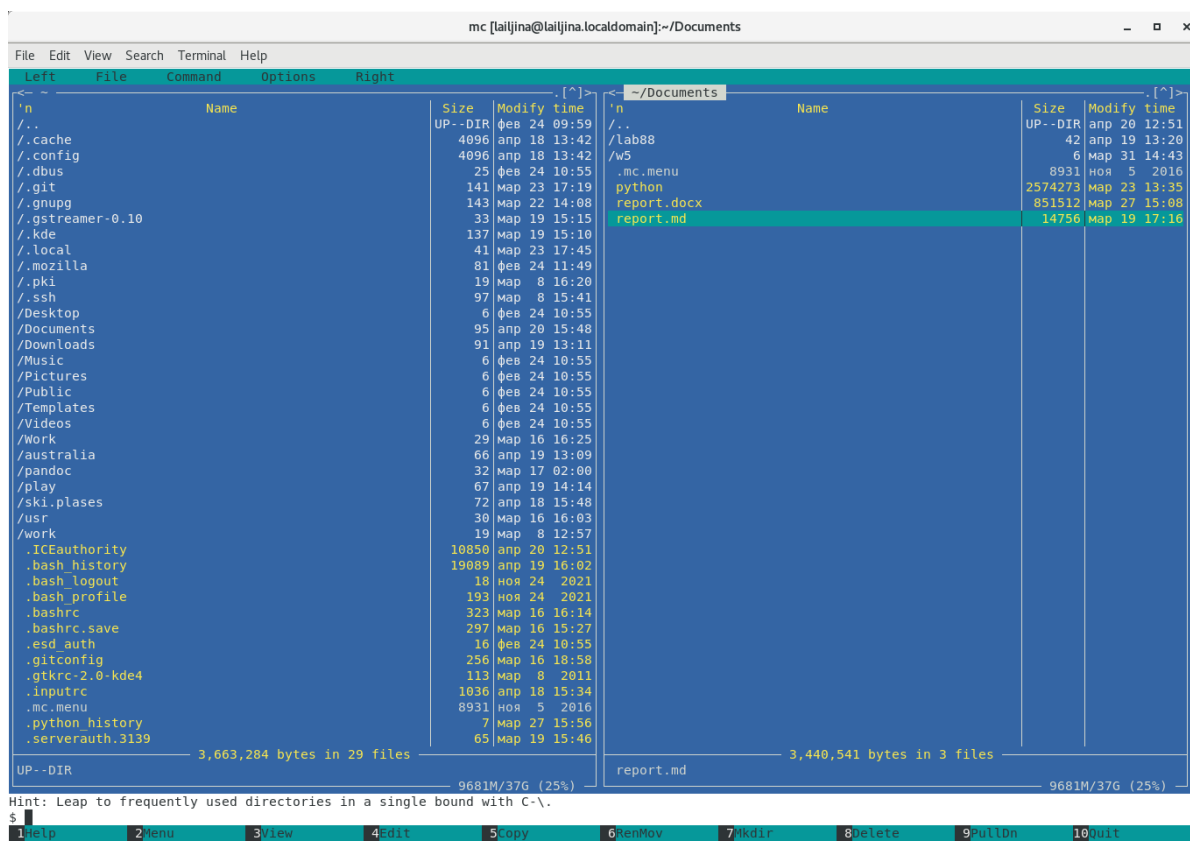 mc [lailjina@lailjina.localdomain]:~/Documents
File Edit View Search Terminal Help
Left File Command Options Right
<— ~ .[^]>
'n Name Size Modify time
/.. UP--DIR фев 24 09:59
/.cache 4096 апр 18 13:42
/.config 4096 апр 18 13:42
/.dbus 25 фев 24 10:55
/.git 141 мар 23 17:19
/.gnupg 143 мар 22 14:08
/.gstreamer-0.10 33 мар 19 15:15
/.kde 137 мар 19 15:10
/.local 41 мар 23 17:45
/.mozilla 81 фев 24 11:49
/.pki 19 мар 8 16:20
/.ssh 97 мар 8 15:41
/Desktop 6 фев 24 10:55
/Documents 95 апр 20 15:48
/Downloads 91 апр 19 13:11
/Music 6 фев 24 10:55
/Pictures 6 фев 24 10:55
/Public 6 фев 24 10:55
/Templates 6 фев 24 10:55
/Videos 6 фев 24 10:55
/Work 29 мар 16 16:25
/australia 66 апр 19 13:09
/pandoc 32 мар 17 02:00
/play 67 апр 19 14:14
/ski.plases 72 апр 18 15:48
/usr 30 мар 16 16:03
/work 19 мар 8 12:57
.ICEauthority 10850 апр 20 12:51
.bash_history 19089 апр 19 16:02
.bash_logout 18 ноя 24 2021
.bash_profile 193 ноя 24 2021
.bashrc 323 мар 16 16:14
.bashrc.save 297 мар 16 15:27
.esd_auth 16 фев 24 10:55
.gitconfig 256 мар 16 18:58
.gtkrc-2.0-kde4 113 мар 8 2011
.inputrc 1036 апр 18 15:34
.mc.menu 8931 ноя 5 2016
.python_history 7 мар 27 15:56
.serverauth.3139 65 мар 19 15:46
3,663,284 bytes in 29 files
UP--DIR
9681M/37G (25%)
<— ~/Documents .[^]>
'n Name Size Modify time
/.. UP--DIR апр 20 12:51
/lab88 42 апр 19 13:20
/w5 6 мар 31 14:43
.mc.menu 8931 ноя 5 2016
python 2574273 мар 23 13:35
report.docx 851512 мар 27 15:08
report.md 14756 мар 19 17:16
3,440,541 bytes in 3 files
report.md
9681M/37G (25%)
Hint: Leap to frequently used directories in a single bound with C-\.
$
1Help 2Menu 3View 4Edit 5Copy 6RenMov 7Mkdir 8Delete 9PullDn 10Quit